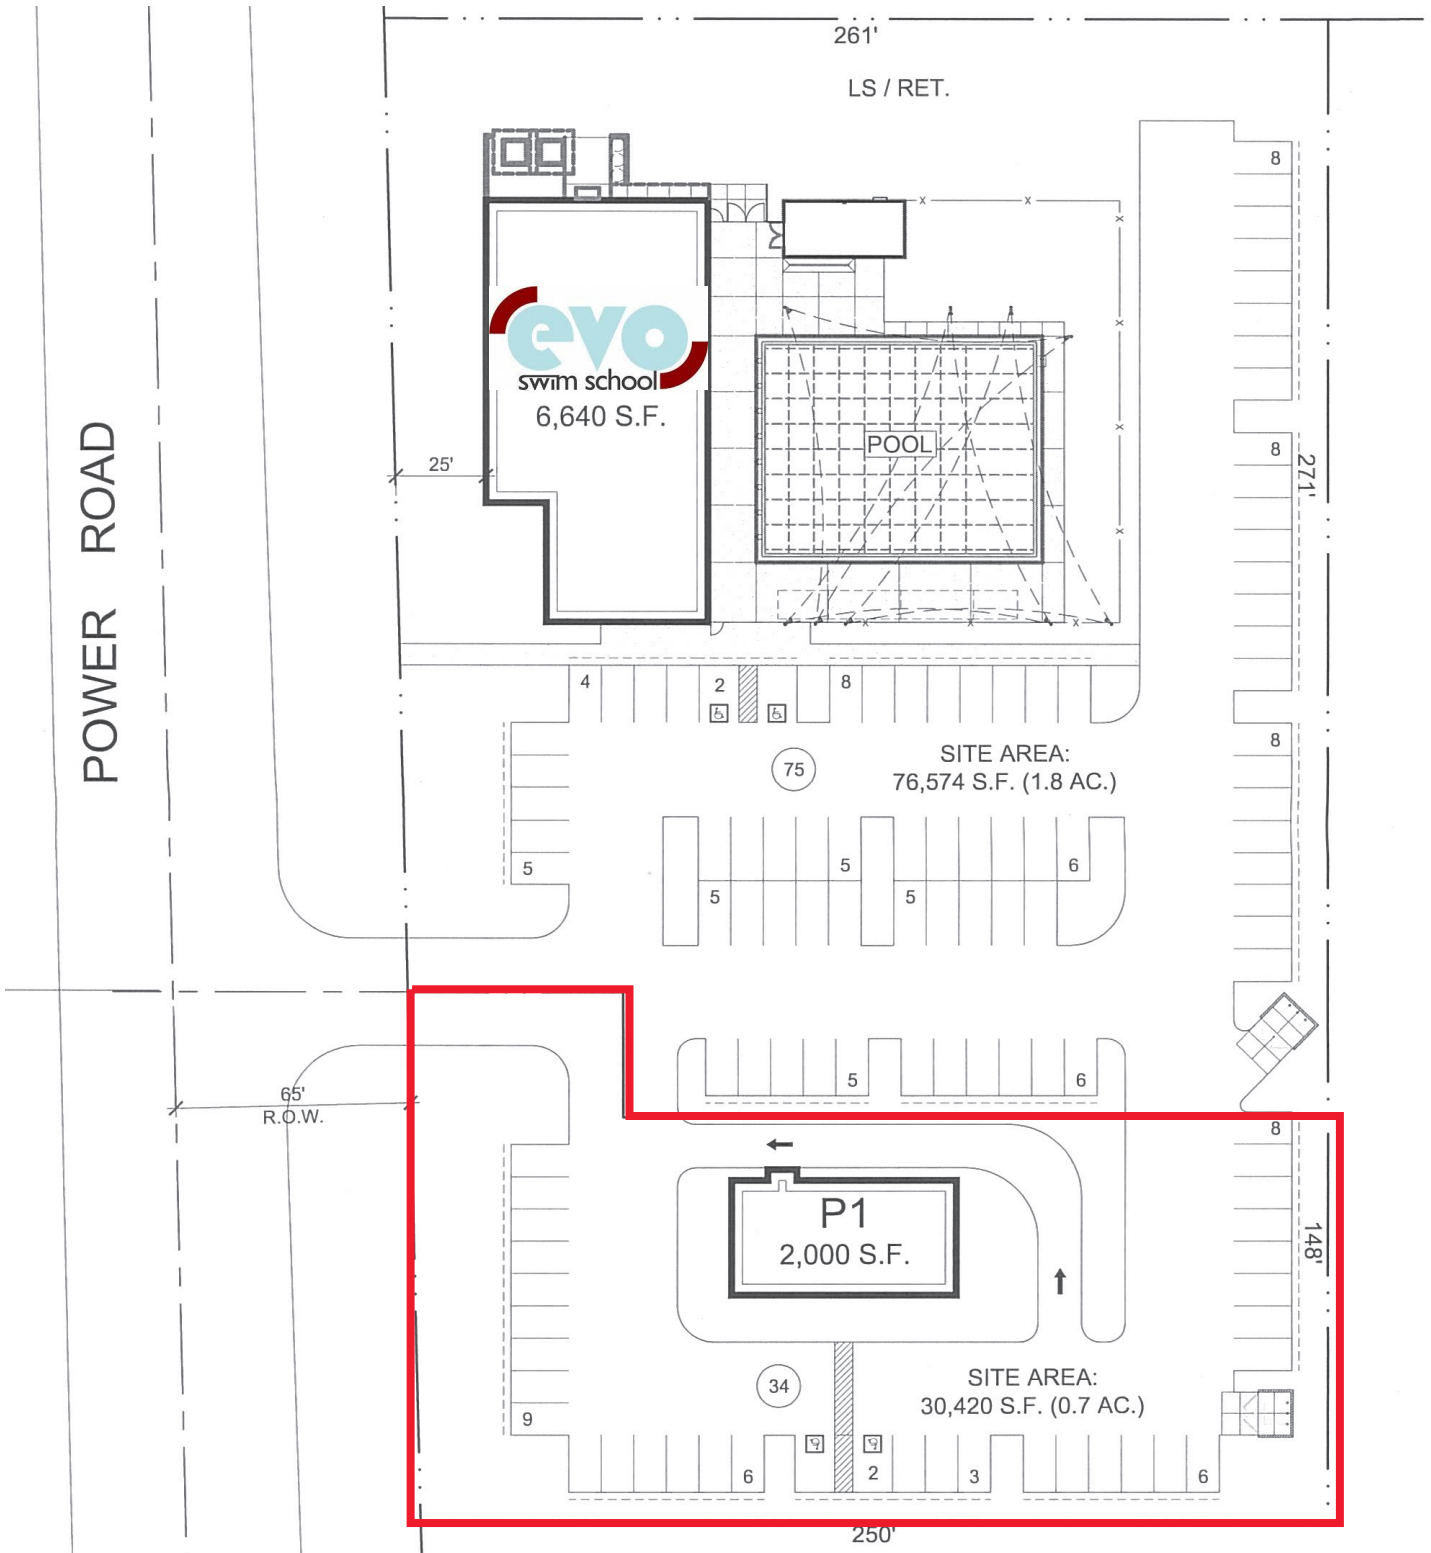 261'
LS / RET.
8
evo
swim school
6,640 S.F.
POOL
25'
8
271'
POWER ROAD
4
2
8
75
SITE AREA:
76,574 S.F. (1.8 AC.)
8
5
5
6
5
5
65'
R.O.W.
5
6
8
P1
2,000 S.F.
148'
34
SITE AREA:
30,420 S.F. (0.7 AC.)
9
6
2
3
6
250'